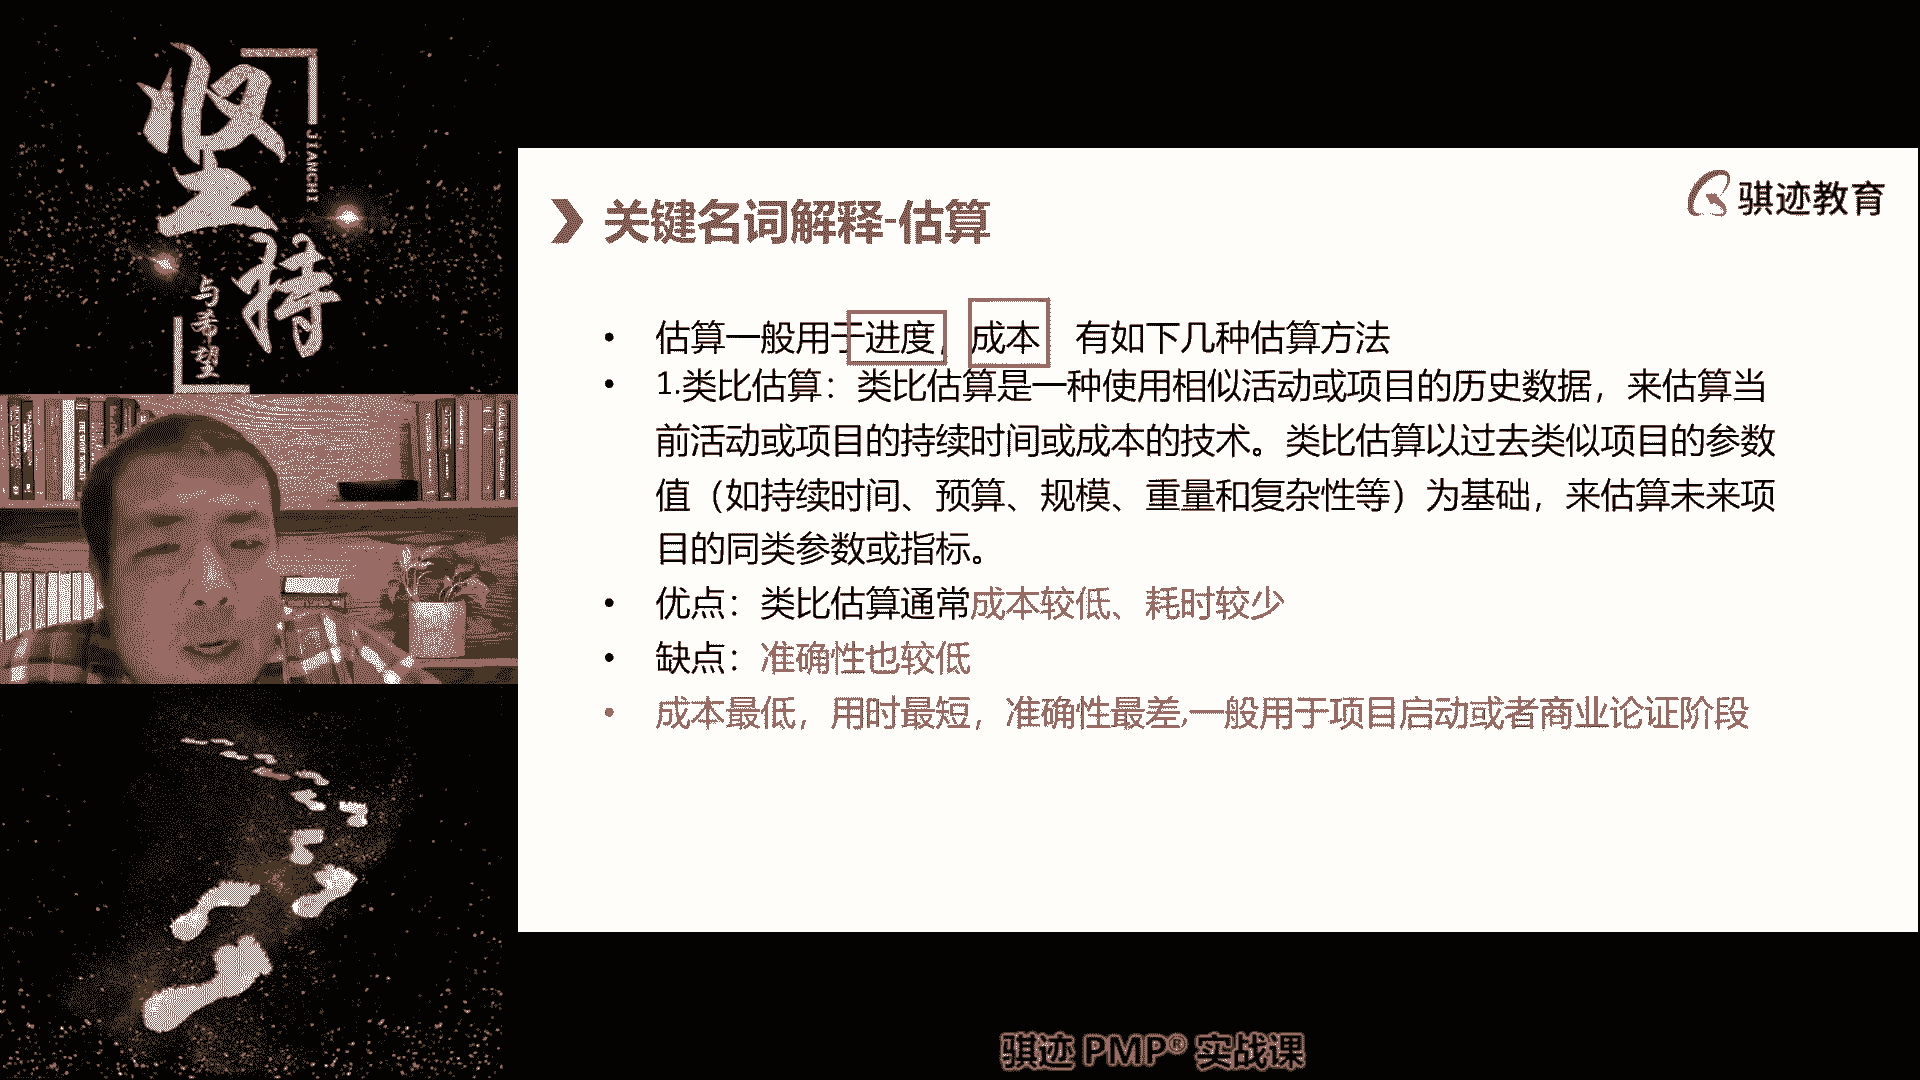 坚持
JIANCHI
与希望
骐迹教育
关键名词解释-估算
• 估算一般用于进度，成本 有如下几种估算方法
• 1.类比估算：类比估算是一种使用相似活动或项目的历史数据，来估算当
前活动或项目的持续时间或成本的技术。类比估算以过去类似项目的参数
值（如持续时间、预算、规模、重量和复杂性等）为基础，来估算未来项
目的同类参数或指标。
• 优点：类比估算通常成本较低、耗时较少
• 缺点：准确性也较低
• 成本最低，用时最短，准确性最差,一般用于项目启动或者商业论证阶段
骐迹 PMP® 实战课